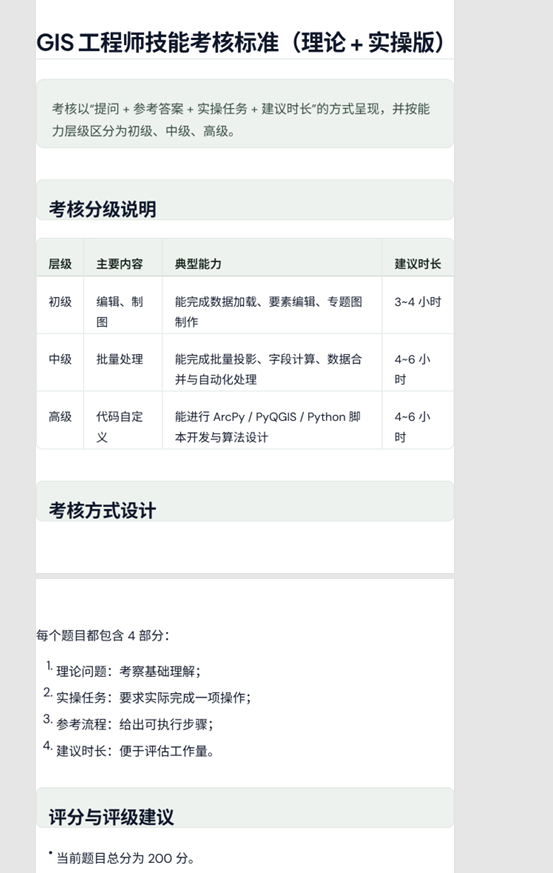 GIS 工程师技能考核标准（理论 + 实操版）
考核以“提问 + 参考答案 + 实操任务 + 建议时长”的方式呈现，并按能
力层级区分为初级、中级、高级。
考核分级说明
层级 主要内容 典型能力 建议时长
初级 编辑、制 能完成数据加载、要素编辑、专题图 3~4 小时
图 制作
中级 批量处理 能完成批量投影、字段计算、数据合 4~6 小
并与自动化处理 时
高级 代码自定 能进行 ArcPy / PyQGIS / Python 脚 4~6 小
义 本开发与算法设计 时
考核方式设计
每个题目都包含 4 部分：
1. 理论问题：考察基础理解；
2. 实操任务：要求实际完成一项操作；
3. 参考流程：给出可执行步骤；
4. 建议时长：便于评估工作量。
评分与评级建议
• 当前题目总分为 200 分。